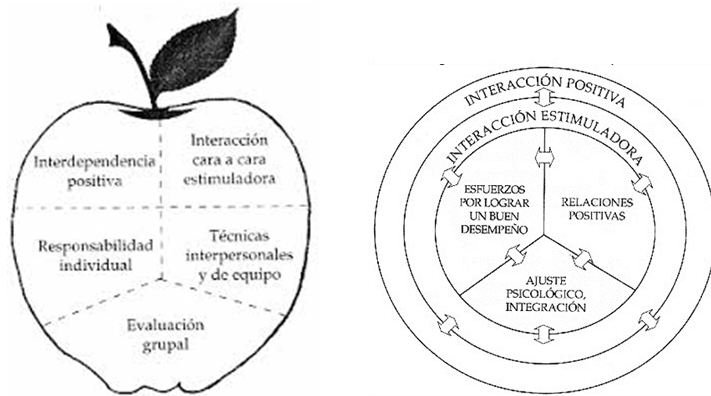 Interdependencia
positiva
Interacción
cara a cara
estimuladora
Responsabilidad
individual
Técnicas
interpersonales
y de equipo
Evaluación
grupal
INTERACCIÓN POSITIVA
INTERACCIÓN ESTIMULADORA
ESFUERZOS
POR LOGRAR
UN BUEN
DESEMPEÑO
RELACIONES
POSITIVAS
AJUSTE
PSICOLÓGICO,
INTEGRACIÓN